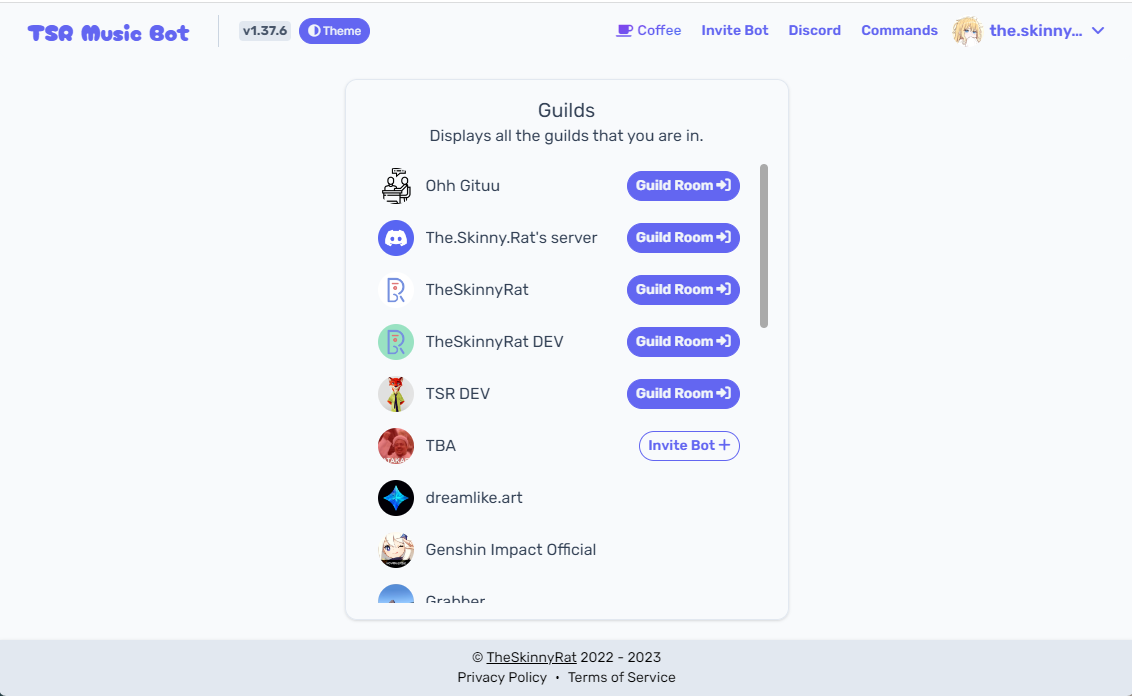 TSR Music Bot
v1.37.6
Theme
Coffee
Invite Bot
Discord
Commands
the.skinny...
Guilds
Displays all the guilds that you are in.
Ohh Gituu
Guild Room
The.Skinny.Rat's server
Guild Room
TheSkinnyRat
Guild Room
TheSkinnyRat DEV
Guild Room
TSR DEV
Guild Room
TBA
Invite Bot
dreamlike.art
Genshin Impact Official
Grabber
© TheSkinnyRat 2022 - 2023
Privacy Policy • Terms of Service